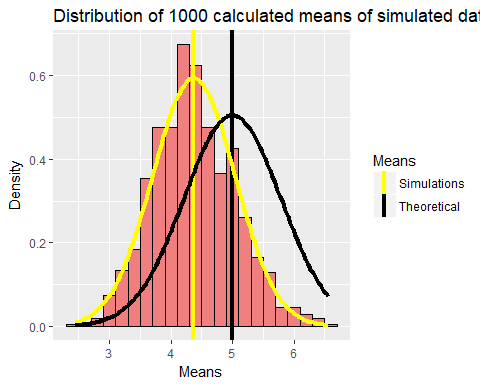 Distribution of 1000 calculated means of simulated dat
Density
0.6
0.4
0.2
0.0
3 4 5 6
Means
Means
Simulations
Theoretical